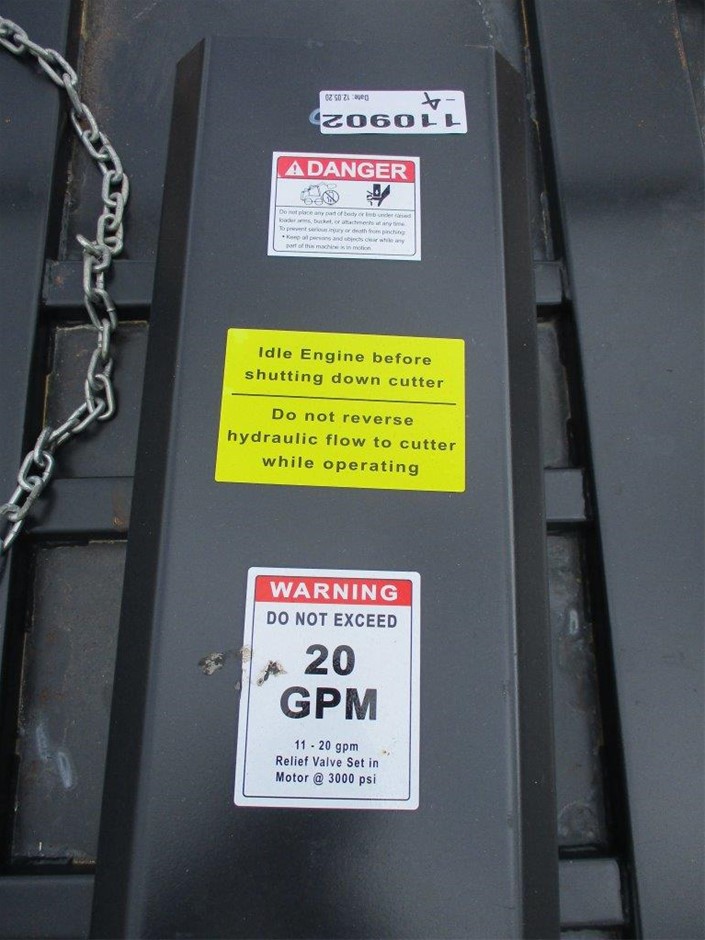 110902
-A
Date: 12.05.20
DANGER
Do not place any part of body or limb under raised
loader arms, bucket, or attachments at any time.
To prevent serious injury or death from pinching:
• Keep all persons and objects clear while any
part of this machine is in motion.
Idle Engine before
shutting down cutter
Do not reverse
hydraulic flow to cutter
while operating
WARNING
DO NOT EXCEED
20
GPM
11 - 20 gpm
Relief Valve Set in
Motor @ 3000 psi